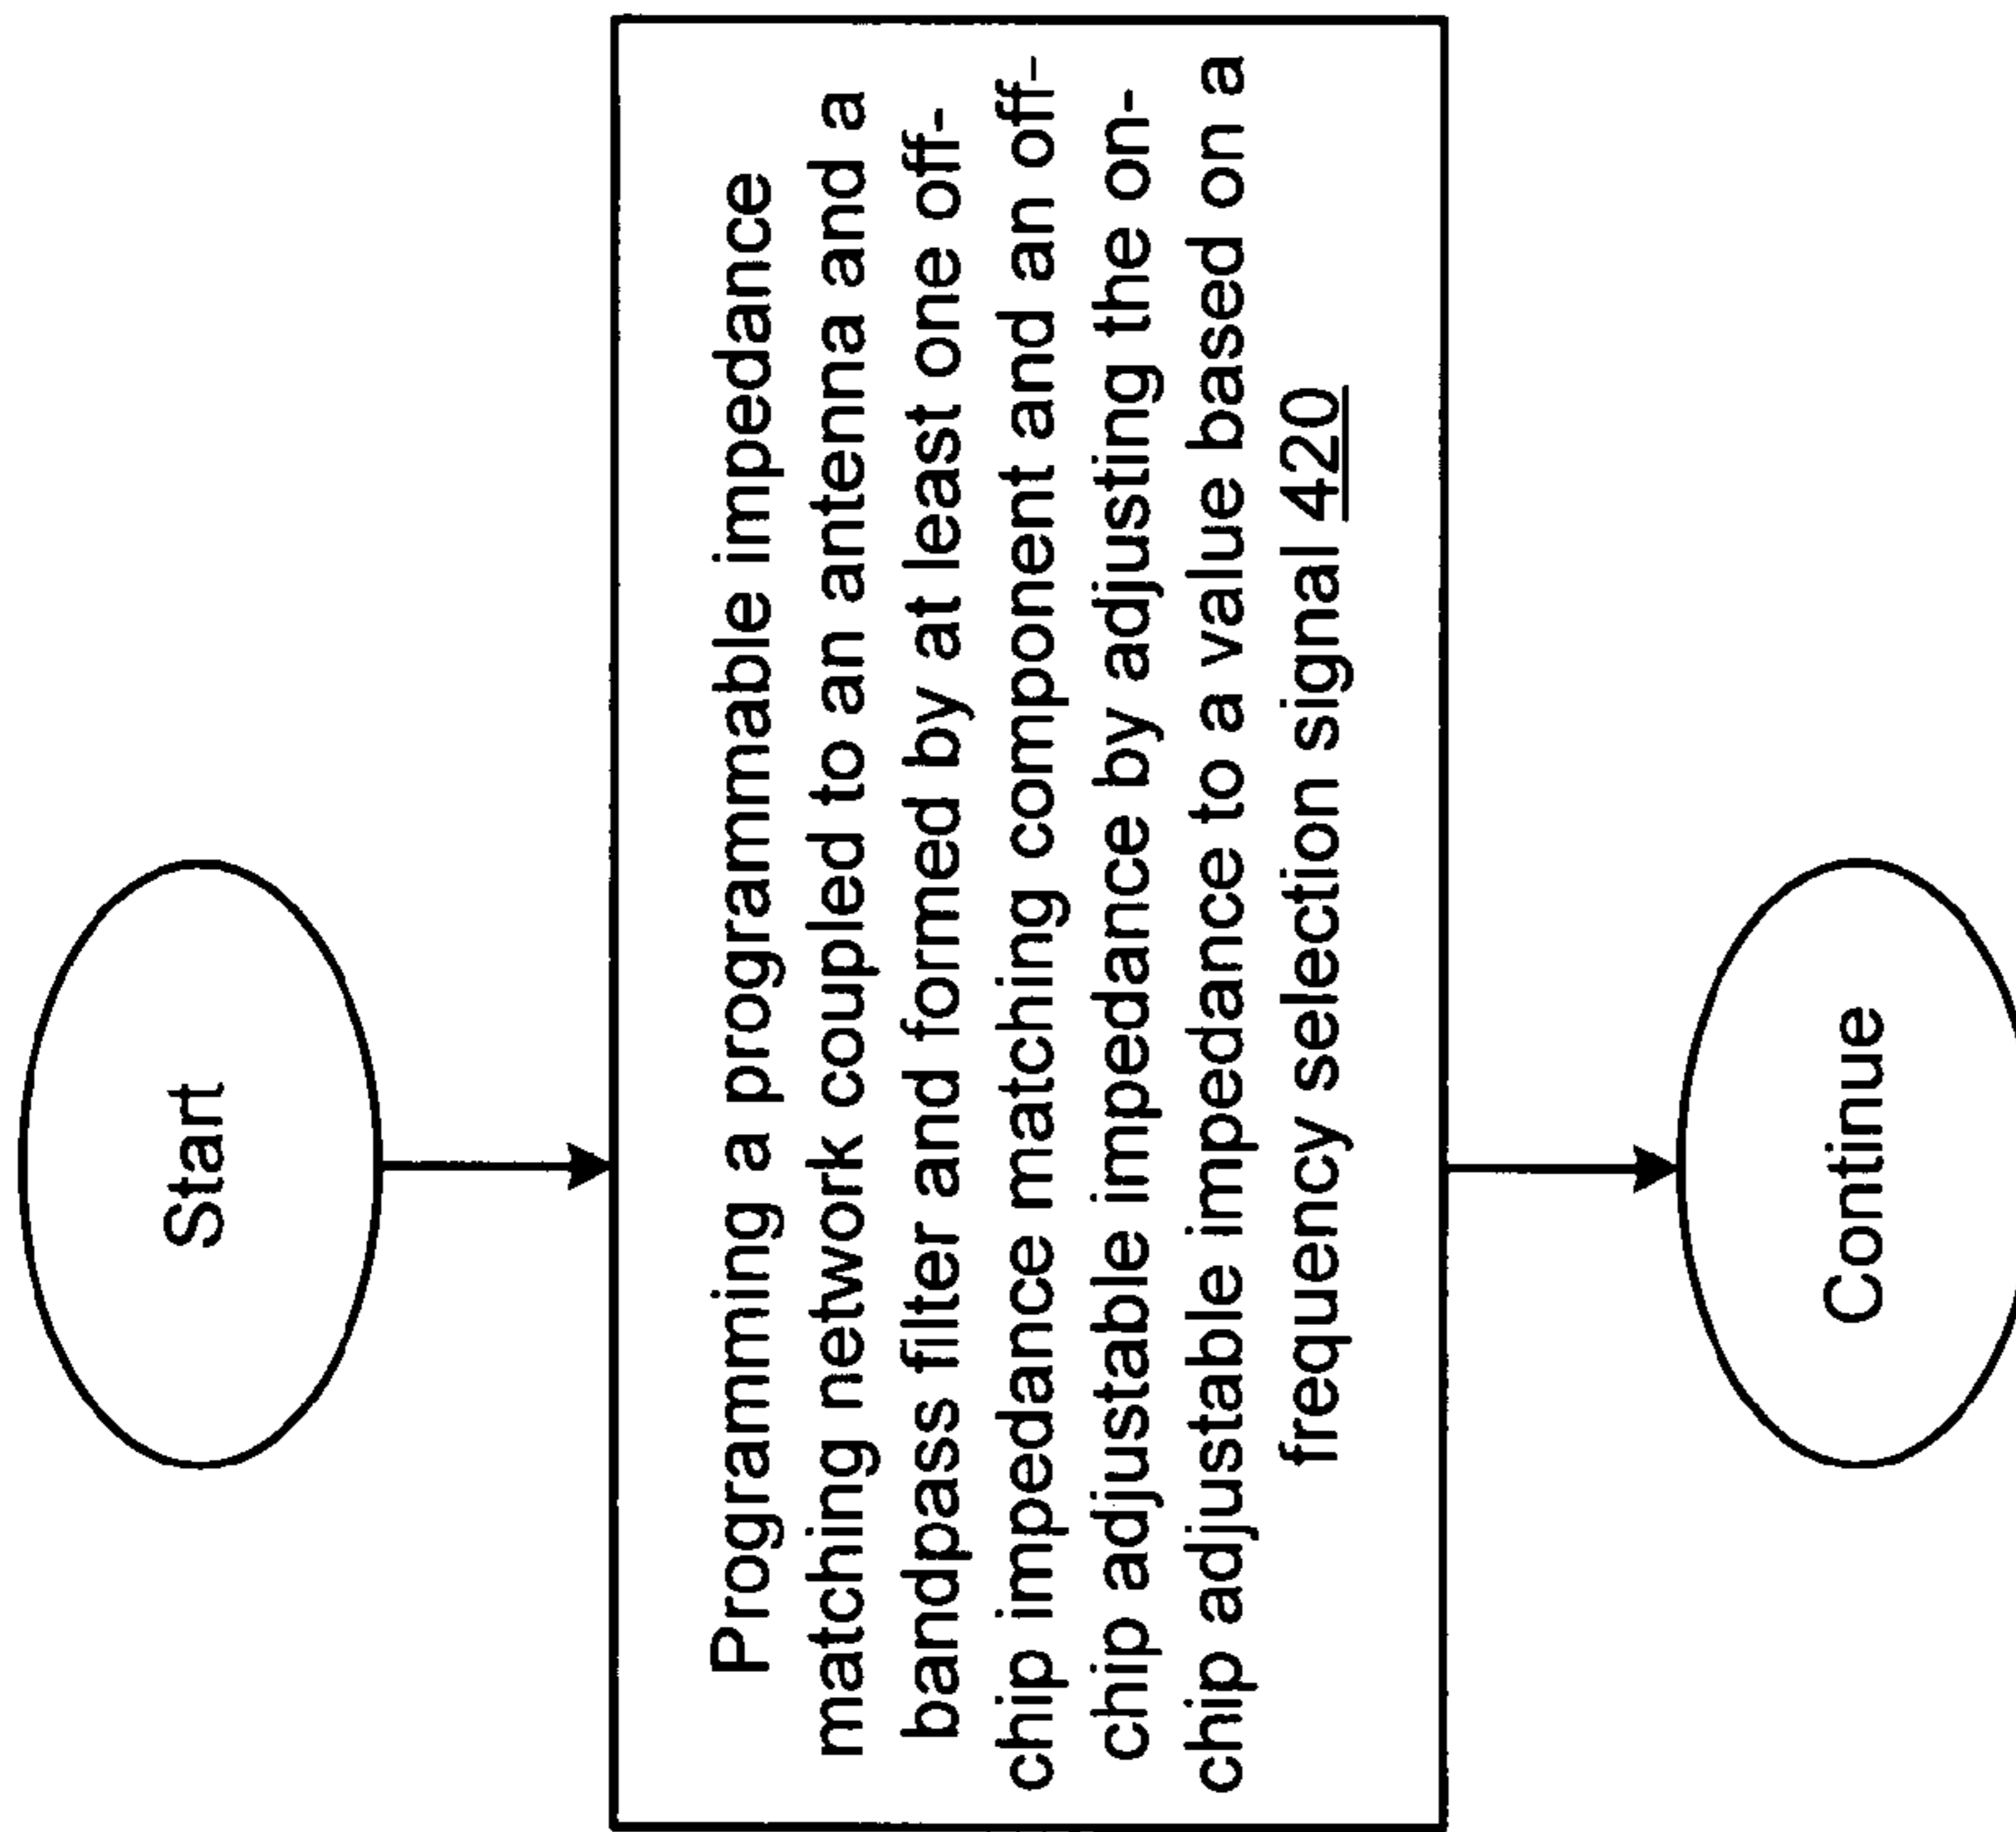 Start
Programming a programmable impedance
matching network coupled to an antenna and a
bandpass filter and formed by at least one off-
chip impedance matching component and an off-
chip adjustable impedance by adjusting the on-
chip adjustable impedance to a value based on a
frequency selection signal 420
Continue